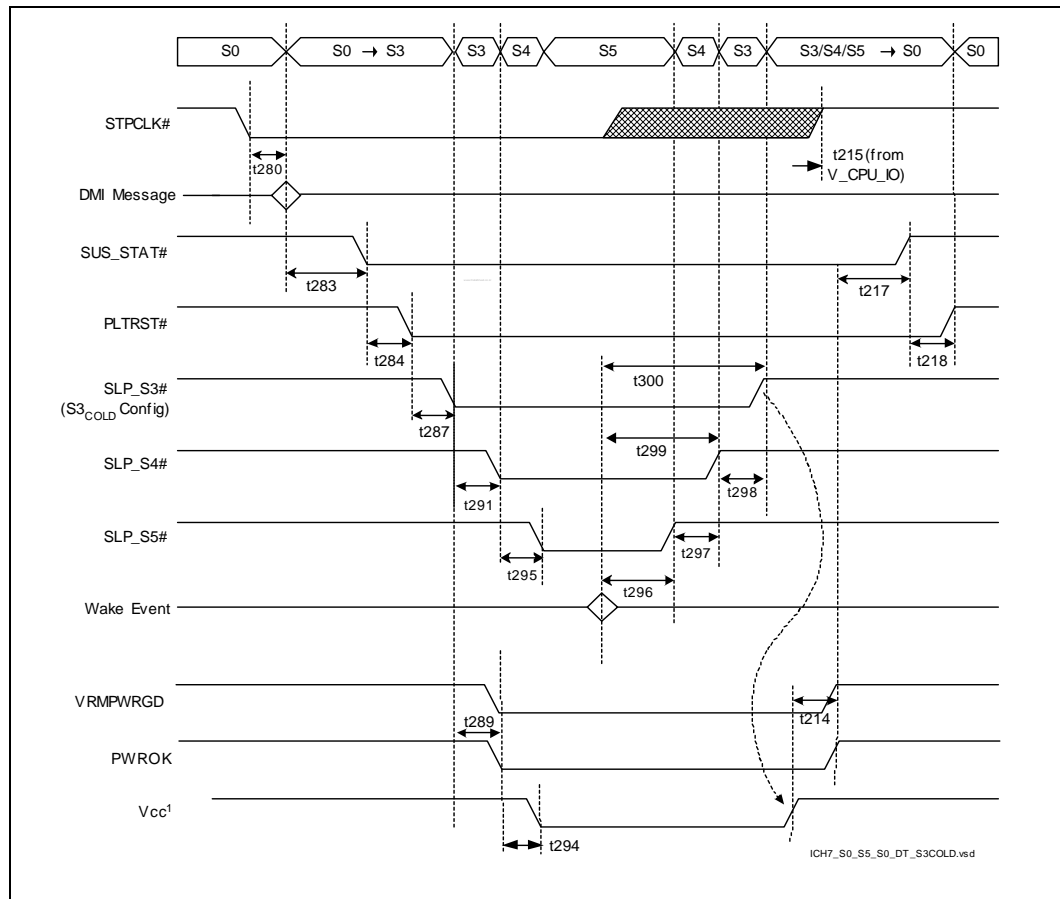 S0 S0 → S3 S3 S4 S5 S4 S3 S3/S4/S5 → S0 S0
STPCLK#
t280
t215 (from
V_CPU_IO)
DMI Message
SUS_STAT#
t283
t217
PLTRST#
t284
t218
SLP_S3#
(S3COLD Config)
t300
t287
SLP_S4#
t299
t291
t298
SLP_S5#
t295
t297
t296
Wake Event
VRMPWRGD
t289
t214
PWROK
Vcc¹
t294
ICH7_S0_S5_S0_DT_S3COLD.vsd